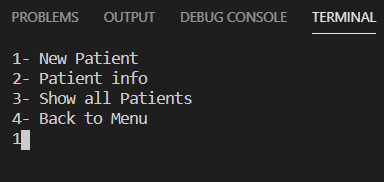 PROBLEMS OUTPUT DEBUG CONSOLE TERMINAL
1- New Patient
2- Patient info
3- Show all Patients
4- Back to Menu
1